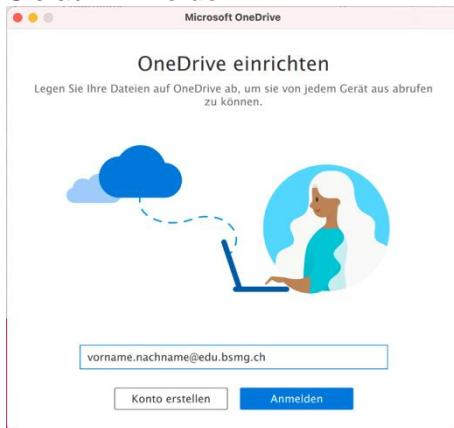 Microsoft OneDrive
OneDrive einrichten
Legen Sie Ihre Dateien auf OneDrive ab, um sie von jedem Gerät aus abrufen
zu können.
vorname.nachname@edu.bsmg.ch
Konto erstellen
Anmelden